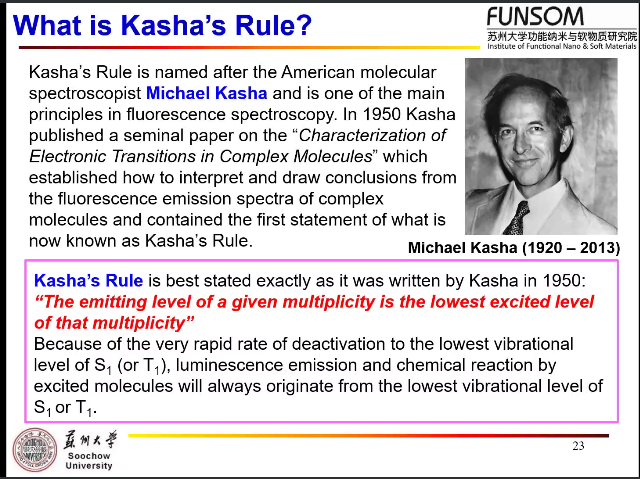 What is Kasha's Rule?
FUNSOM
苏州大学功能纳米与软物质研究院
Institute of Functional Nano & Soft Materials
Kasha's Rule is named after the American molecular
spectroscopist Michael Kasha and is one of the main
principles in fluorescence spectroscopy. In 1950 Kasha
published a seminal paper on the “Characterization of
Electronic Transitions in Complex Molecules” which
established how to interpret and draw conclusions from
the fluorescence emission spectra of complex
molecules and contained the first statement of what is
now known as Kasha's Rule.
Michael Kasha (1920 – 2013)
Kasha's Rule is best stated exactly as it was written by Kasha in 1950:
“The emitting level of a given multiplicity is the lowest excited level
of that multiplicity”
Because of the very rapid rate of deactivation to the lowest vibrational
level of S₁ (or T₁), luminescence emission and chemical reaction by
excited molecules will always originate from the lowest vibrational level of
S₁ or T₁.
蘇州大學
Soochow
University
23